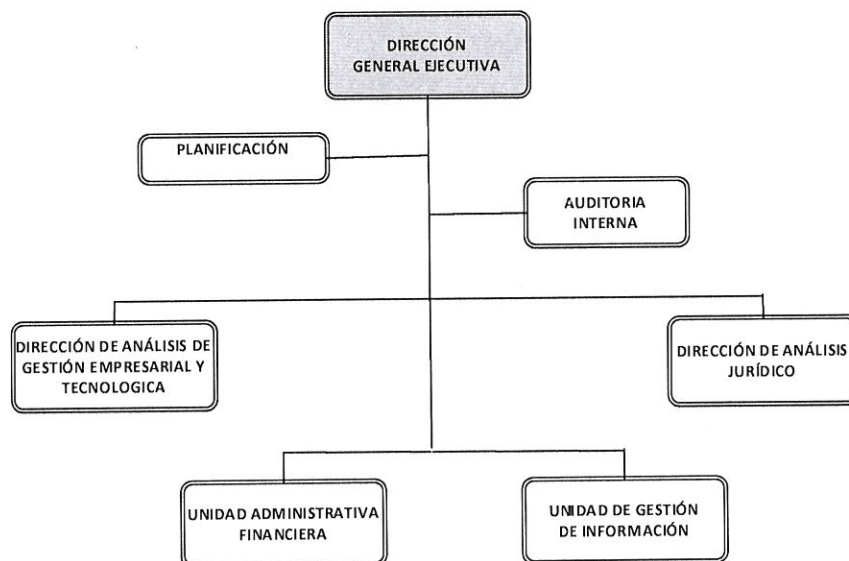 DIRECCIÓN
GENERAL EJECUTIVA
PLANIFICACIÓN
AUDITORIA
INTERNA
DIRECCIÓN DE ANÁLISIS DE
GESTIÓN EMPRESARIAL Y
TECNOLOGICA
DIRECCIÓN DE ANÁLISIS
JURÍDICO
UNIDAD ADMINISTRATIVA
FINANCIERA
UNIDAD DE GESTIÓN
DE INFORMACIÓN